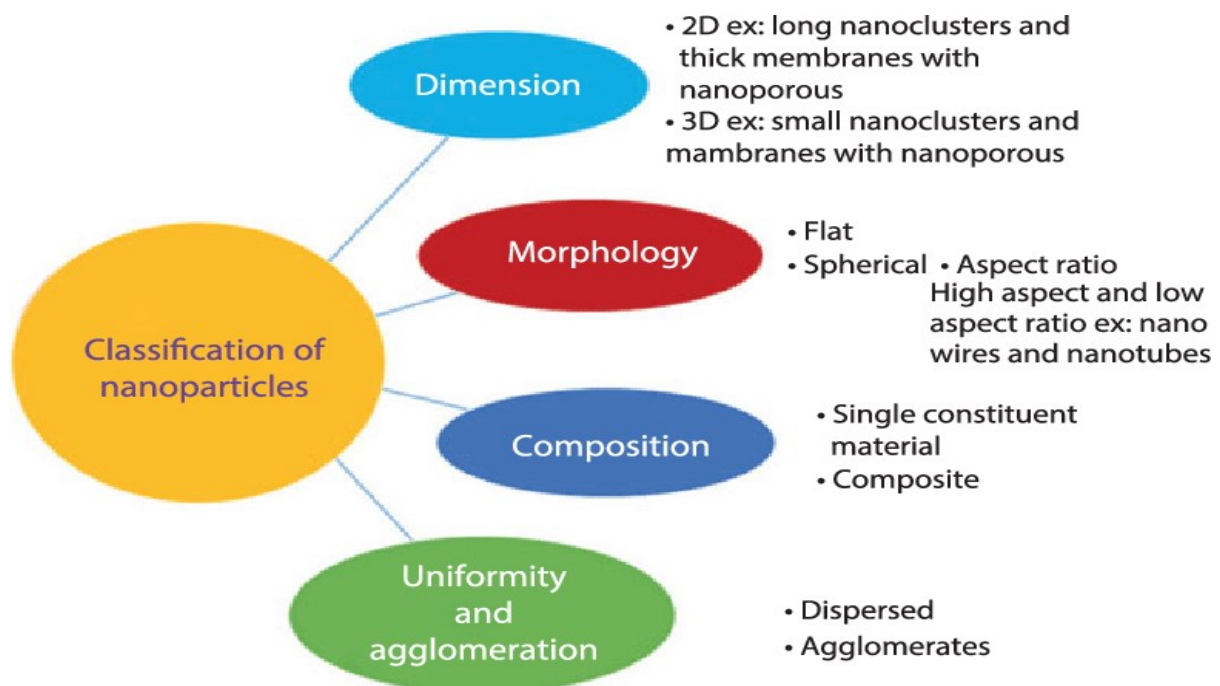 Dimension
• 2D ex: long nanoclusters and
thick membranes with
nanoporous
• 3D ex: small nanoclusters and
mambranes with nanoporous
Morphology
• Flat
• Spherical • Aspect ratio
High aspect and low
aspect ratio ex: nano
wires and nanotubes
Classification of
nanoparticles
Composition
• Single constituent
material
• Composite
Uniformity
and
agglomeration
• Dispersed
• Agglomerates